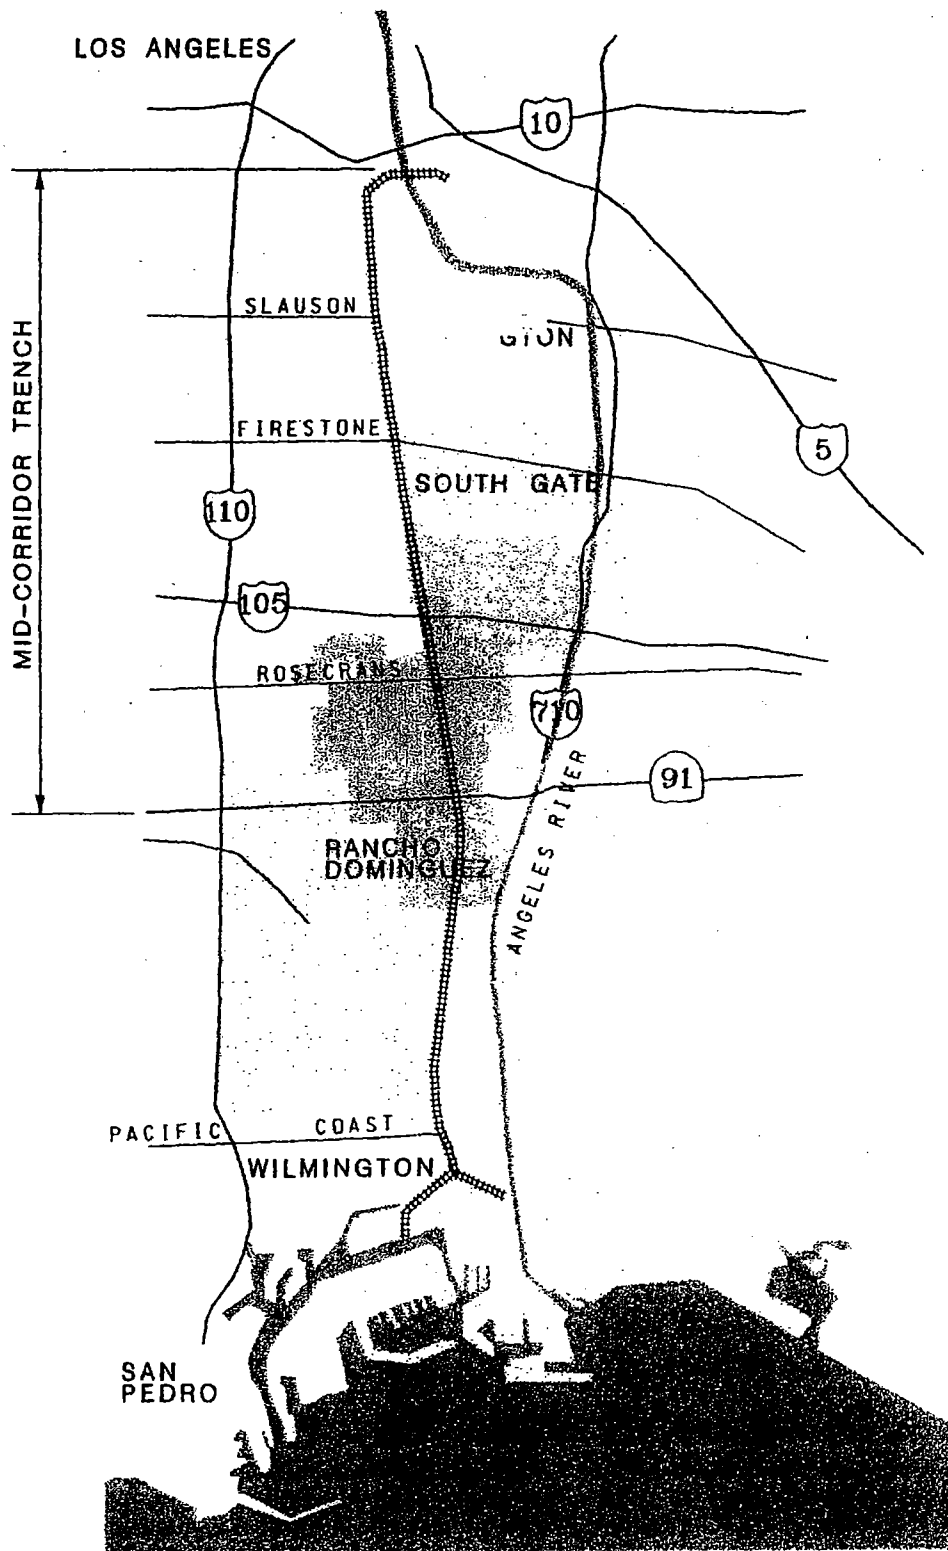 LOS ANGELES
10
SLAUSON
GTON
MID-CORRIDOR TRENCH
FIRESTONE
5
SOUTH GATE
110
105
ROSECRANS
710
91
ANGELES RIVER
RANCHO
DOMINGUEZ
PACIFIC COAST
WILMINGTON
SAN
PEDRO